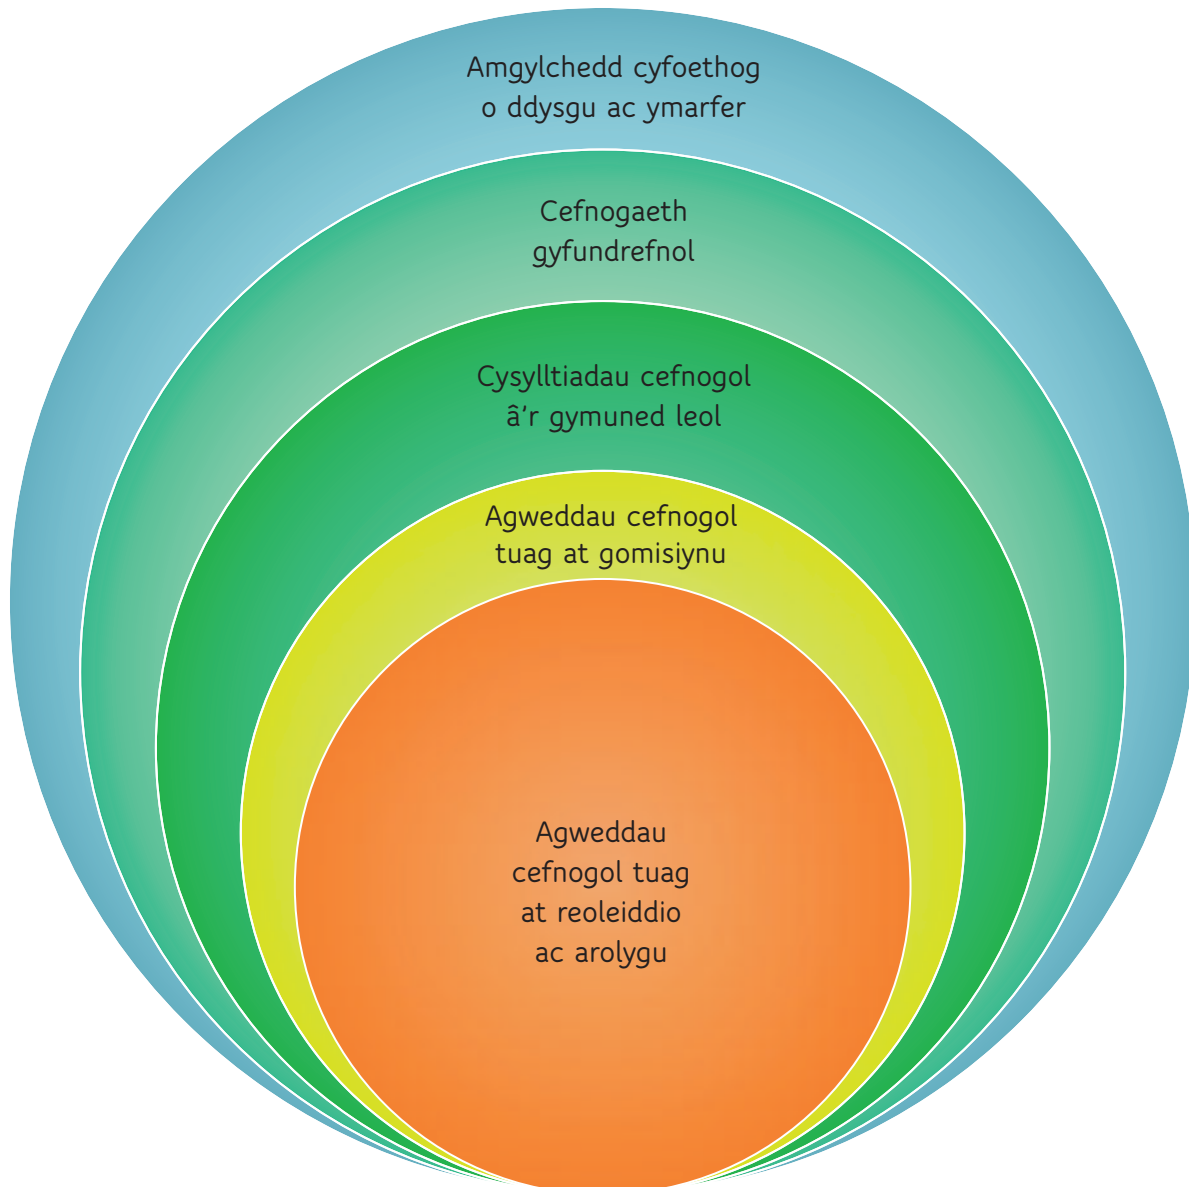 Amgylchedd cyfoethog
o ddysgu ac ymarfer
Cefnogaeth
gyfundrefnol
Cysylltiadau cefnogol
â'r gymuned leol
Agweddau cefnogol
tuag at gomisiynu
Agweddau
cefnogol tuag
at reoleiddio
ac arolygu